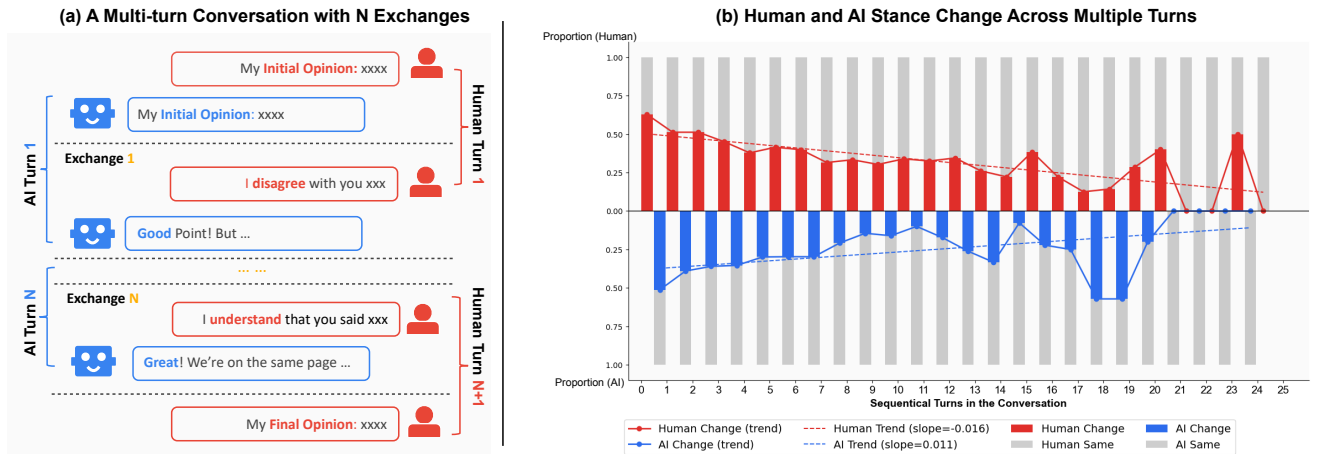 (a) A Multi-turn Conversation with N Exchanges
My Initial Opinion: xxxx
My Initial Opinion: xxxx
Exchange 1
I disagree with you xxx
Good Point! But ...
... ...
Exchange N
I understand that you said xxx
Great! We're on the same page ...
My Final Opinion: xxxx
AI Turn 1
AI Turn N
Human Turn 1
Human Turn N+1
(b) Human and AI Stance Change Across Multiple Turns
Proportion (Human)
1.00
0.75
0.50
0.25
0.00
0.25
0.50
0.75
1.00
Proportion (AI)
0 1 2 3 4 5 6 7 8 9 10 11 12 13 14 15 16 17 18 19 20 21 22 23 24 25
Sequentical Turns in the Conversation
Human Change (trend) Human Trend (slope=-0.016) Human Change AI Change
AI Change (trend) AI Trend (slope=0.011) Human Same AI Same